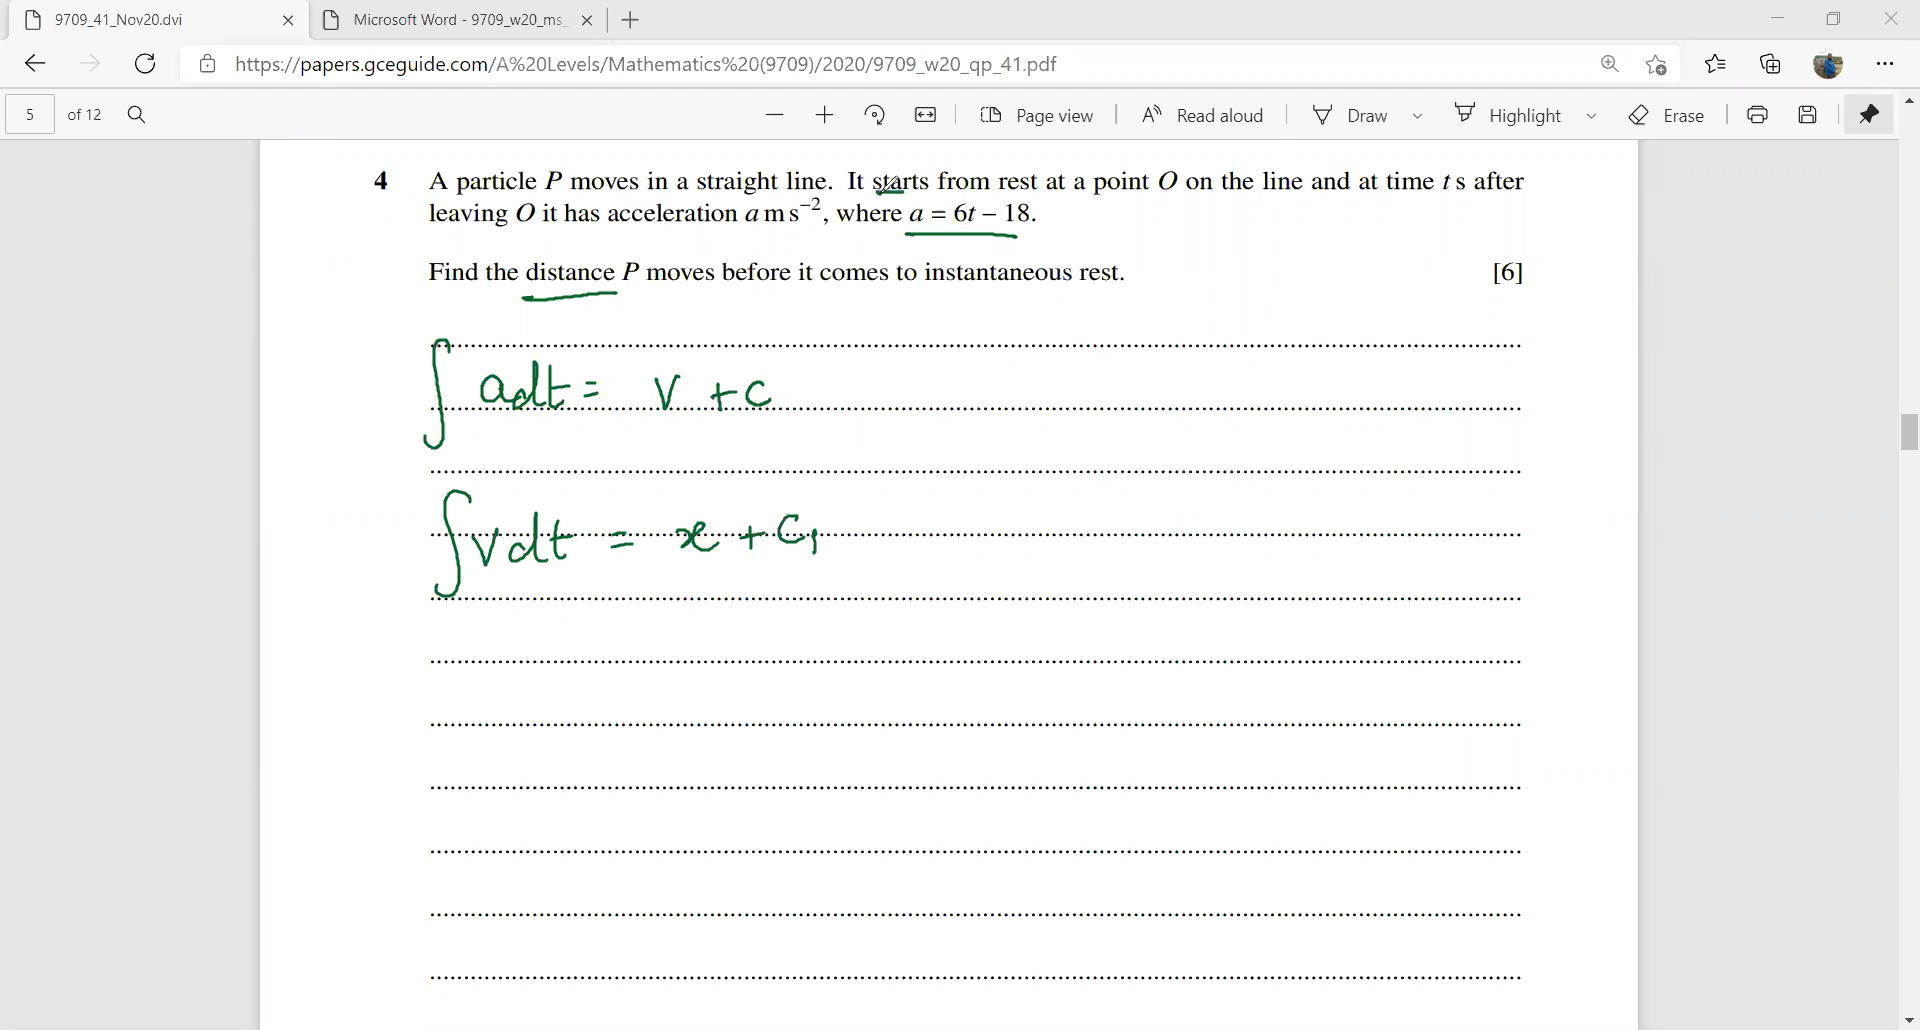 9709_41_Nov20.dvi
Microsoft Word - 9709_w20_ms_
https://papers.gceguide.com/A%20Levels/Mathematics%20(9709)/2020/9709_w20_qp_41.pdf
5 of 12 Page view Read aloud Draw Highlight Erase
4 A particle P moves in a straight line. It starts from rest at a point O on the line and at time t s after
leaving O it has acceleration a m s⁻², where a = 6t – 18.
Find the distance P moves before it comes to instantaneous rest. [6]
∫ adt = v + c
∫ vdt = x + c₁